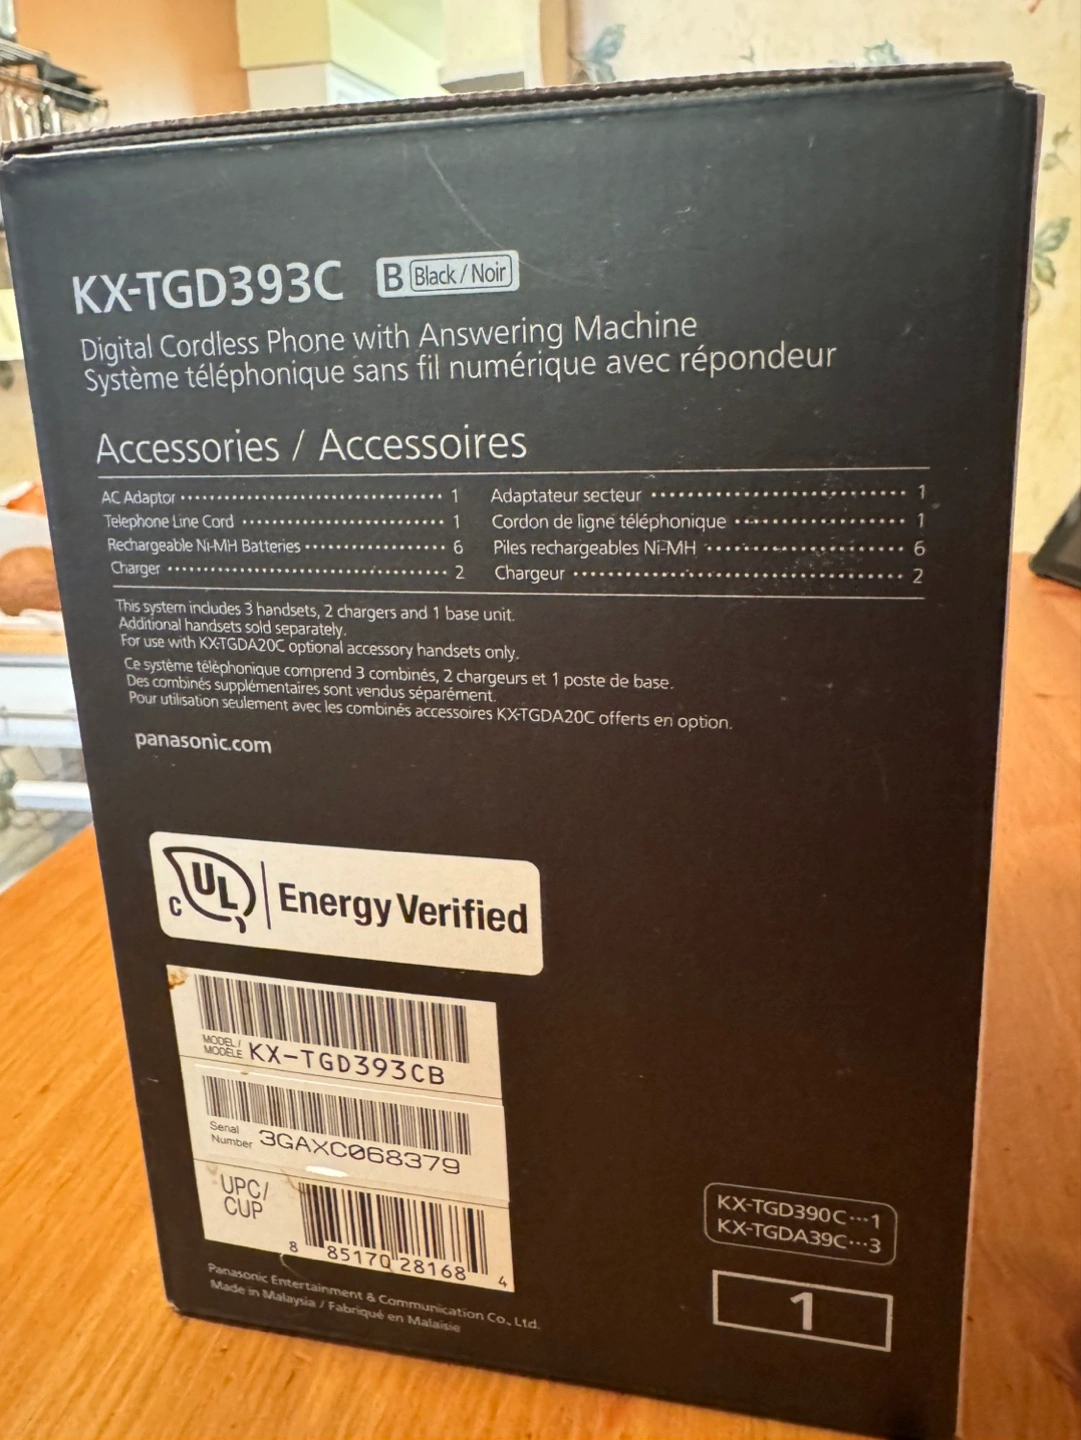 KX-TGD393C B Black / Noir
Digital Cordless Phone with Answering Machine
Système téléphonique sans fil numérique avec répondeur
Accessories / Accessoires
AC Adaptor 1 Adaptateur secteur 1
Telephone Line Cord 1 Cordon de ligne téléphonique 1
Rechargeable Ni-MH Batteries 6 Piles rechargeables Ni-MH 6
Charger 2 Chargeur 2
This system includes 3 handsets, 2 chargers and 1 base unit.
Additional handsets sold separately.
For use with KX-TGDA20C optional accessory handsets only.
Ce système téléphonique comprend 3 combinés, 2 chargeurs et 1 poste de base.
Des combinés supplémentaires sont vendus séparément.
Pour utilisation seulement avec les combinés accessoires KX-TGDA20C offerts en option.
panasonic.com
C UL Energy Verified
MODEL /
MODÈLE KX-TGD393CB
Serial
Number 3GAXC068379
UPC/
CUP
8 85170 28168 4
Panasonic Entertainment & Communication Co., Ltd.
Made in Malaysia / Fabriqué en Malaisie
KX-TGD390C···1
KX-TGDA39C···3
1